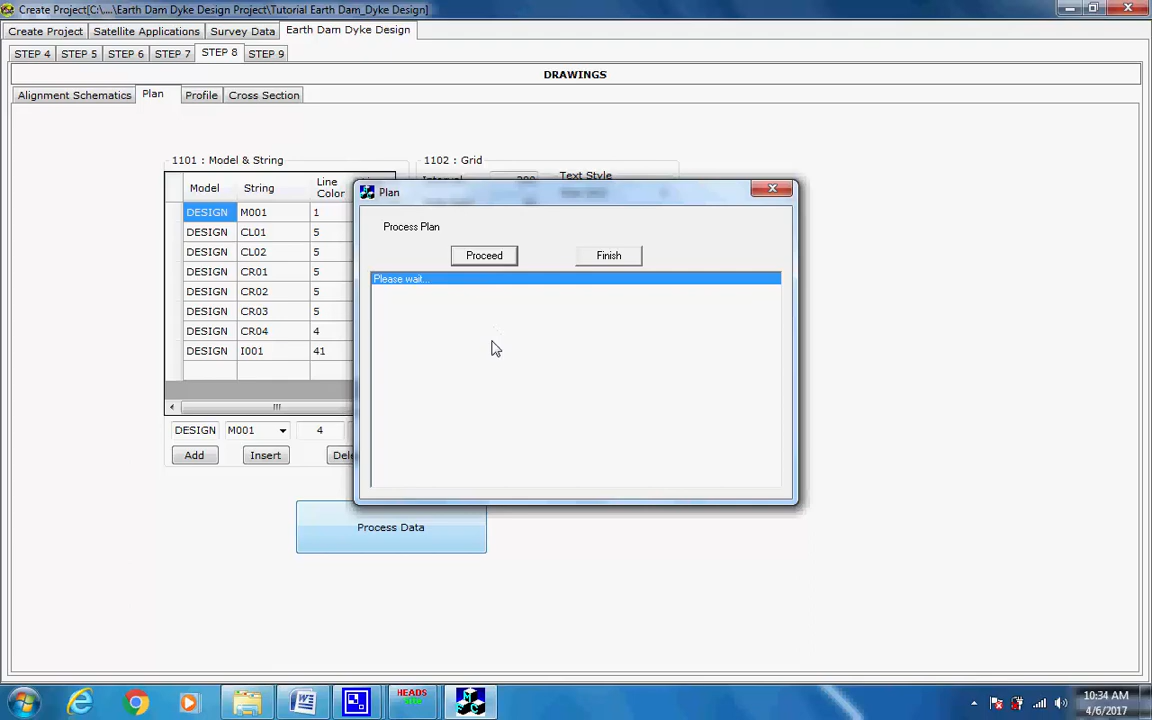 Create Project[C:\...\Earth Dam Dyke Design Project\Tutorial Earth Dam_Dyke Design]
Create Project Satellite Applications Survey Data Earth Dam Dyke Design
STEP 4 STEP 5 STEP 6 STEP 7 STEP 8 STEP 9
DRAWINGS
Alignment Schematics Plan Profile Cross Section
1101 : Model & String 1102 : Grid
Text Style
Model String Line Color
DESIGN M001 1
DESIGN CL01 5
DESIGN CL02 5
DESIGN CR01 5
DESIGN CR02 5
DESIGN CR03 5
DESIGN CR04 4
DESIGN I001 41
DESIGN M001 4
Add Insert
Process Data
Plan
Process Plan
Proceed Finish
Please wait...
HEADS
10:34 AM
4/6/2017